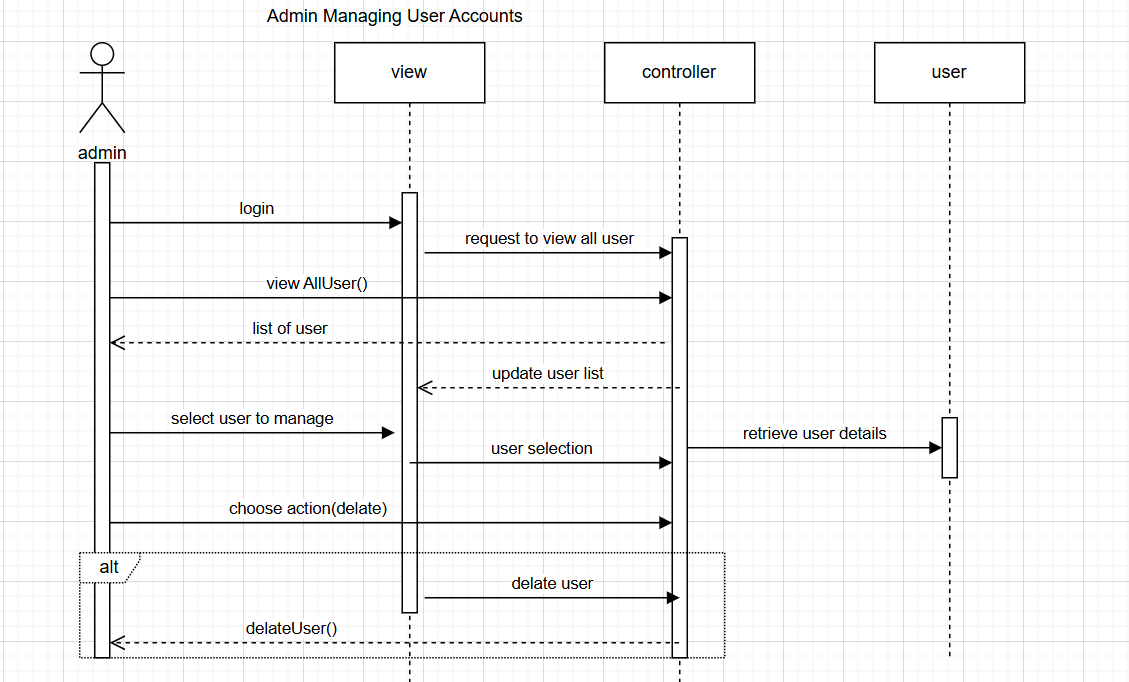 Admin Managing User Accounts
view
controller
user
admin
login
request to view all user
view AllUser()
list of user
update user list
select user to manage
retrieve user details
user selection
choose action(delate)
alt
delate user
delateUser()